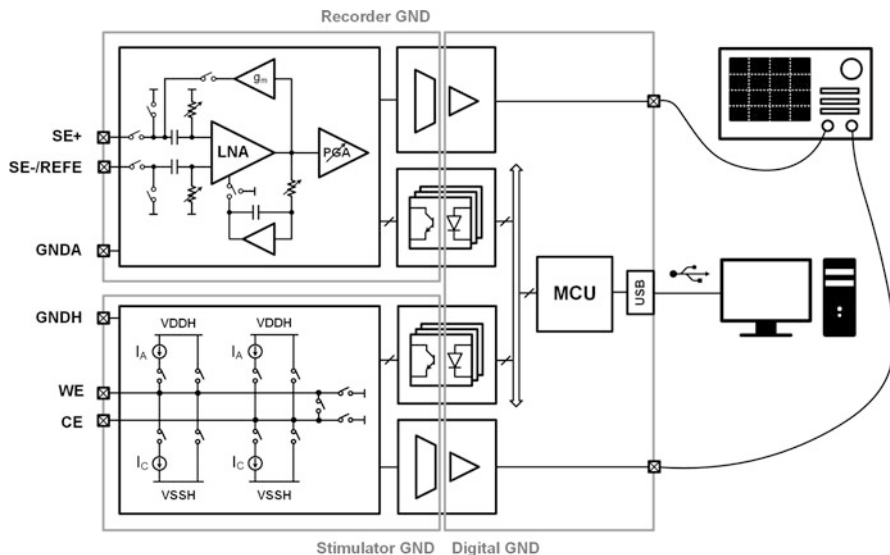 Recorder GND
gm
SE+
LNA
PGA
SE-/REFE
GNDA
MCU
USB
GNDH
VDDH VDDH
IA IA
WE
CE
IC IC
VSSH VSSH
Stimulator GND Digital GND